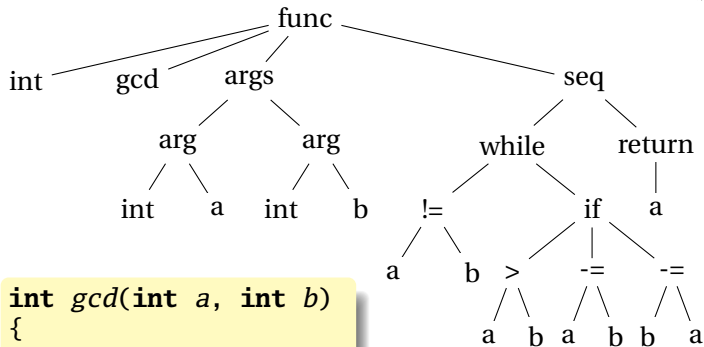 func
int gcd args seq
arg arg while return
int a int b != if a
a b > -= -=
a b a b b a
int gcd(int a, int b)
{